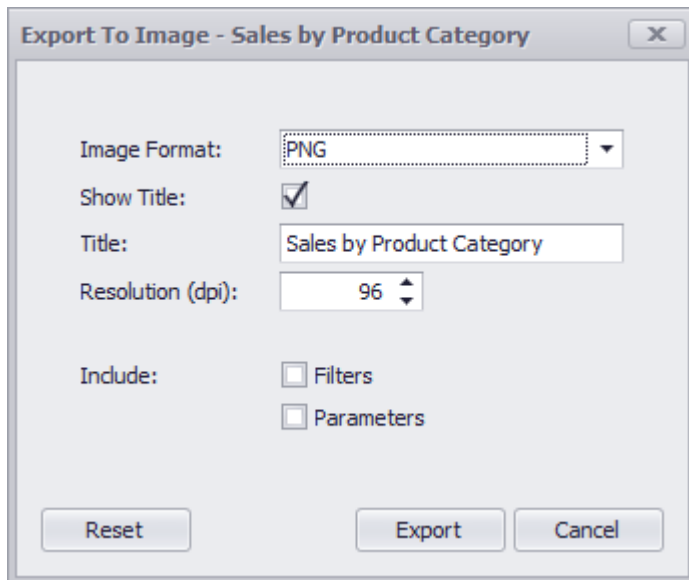 Export To Image - Sales by Product Category
Image Format: PNG
Show Title:
Title: Sales by Product Category
Resolution (dpi): 96
Include: Filters
Parameters
Reset Export Cancel